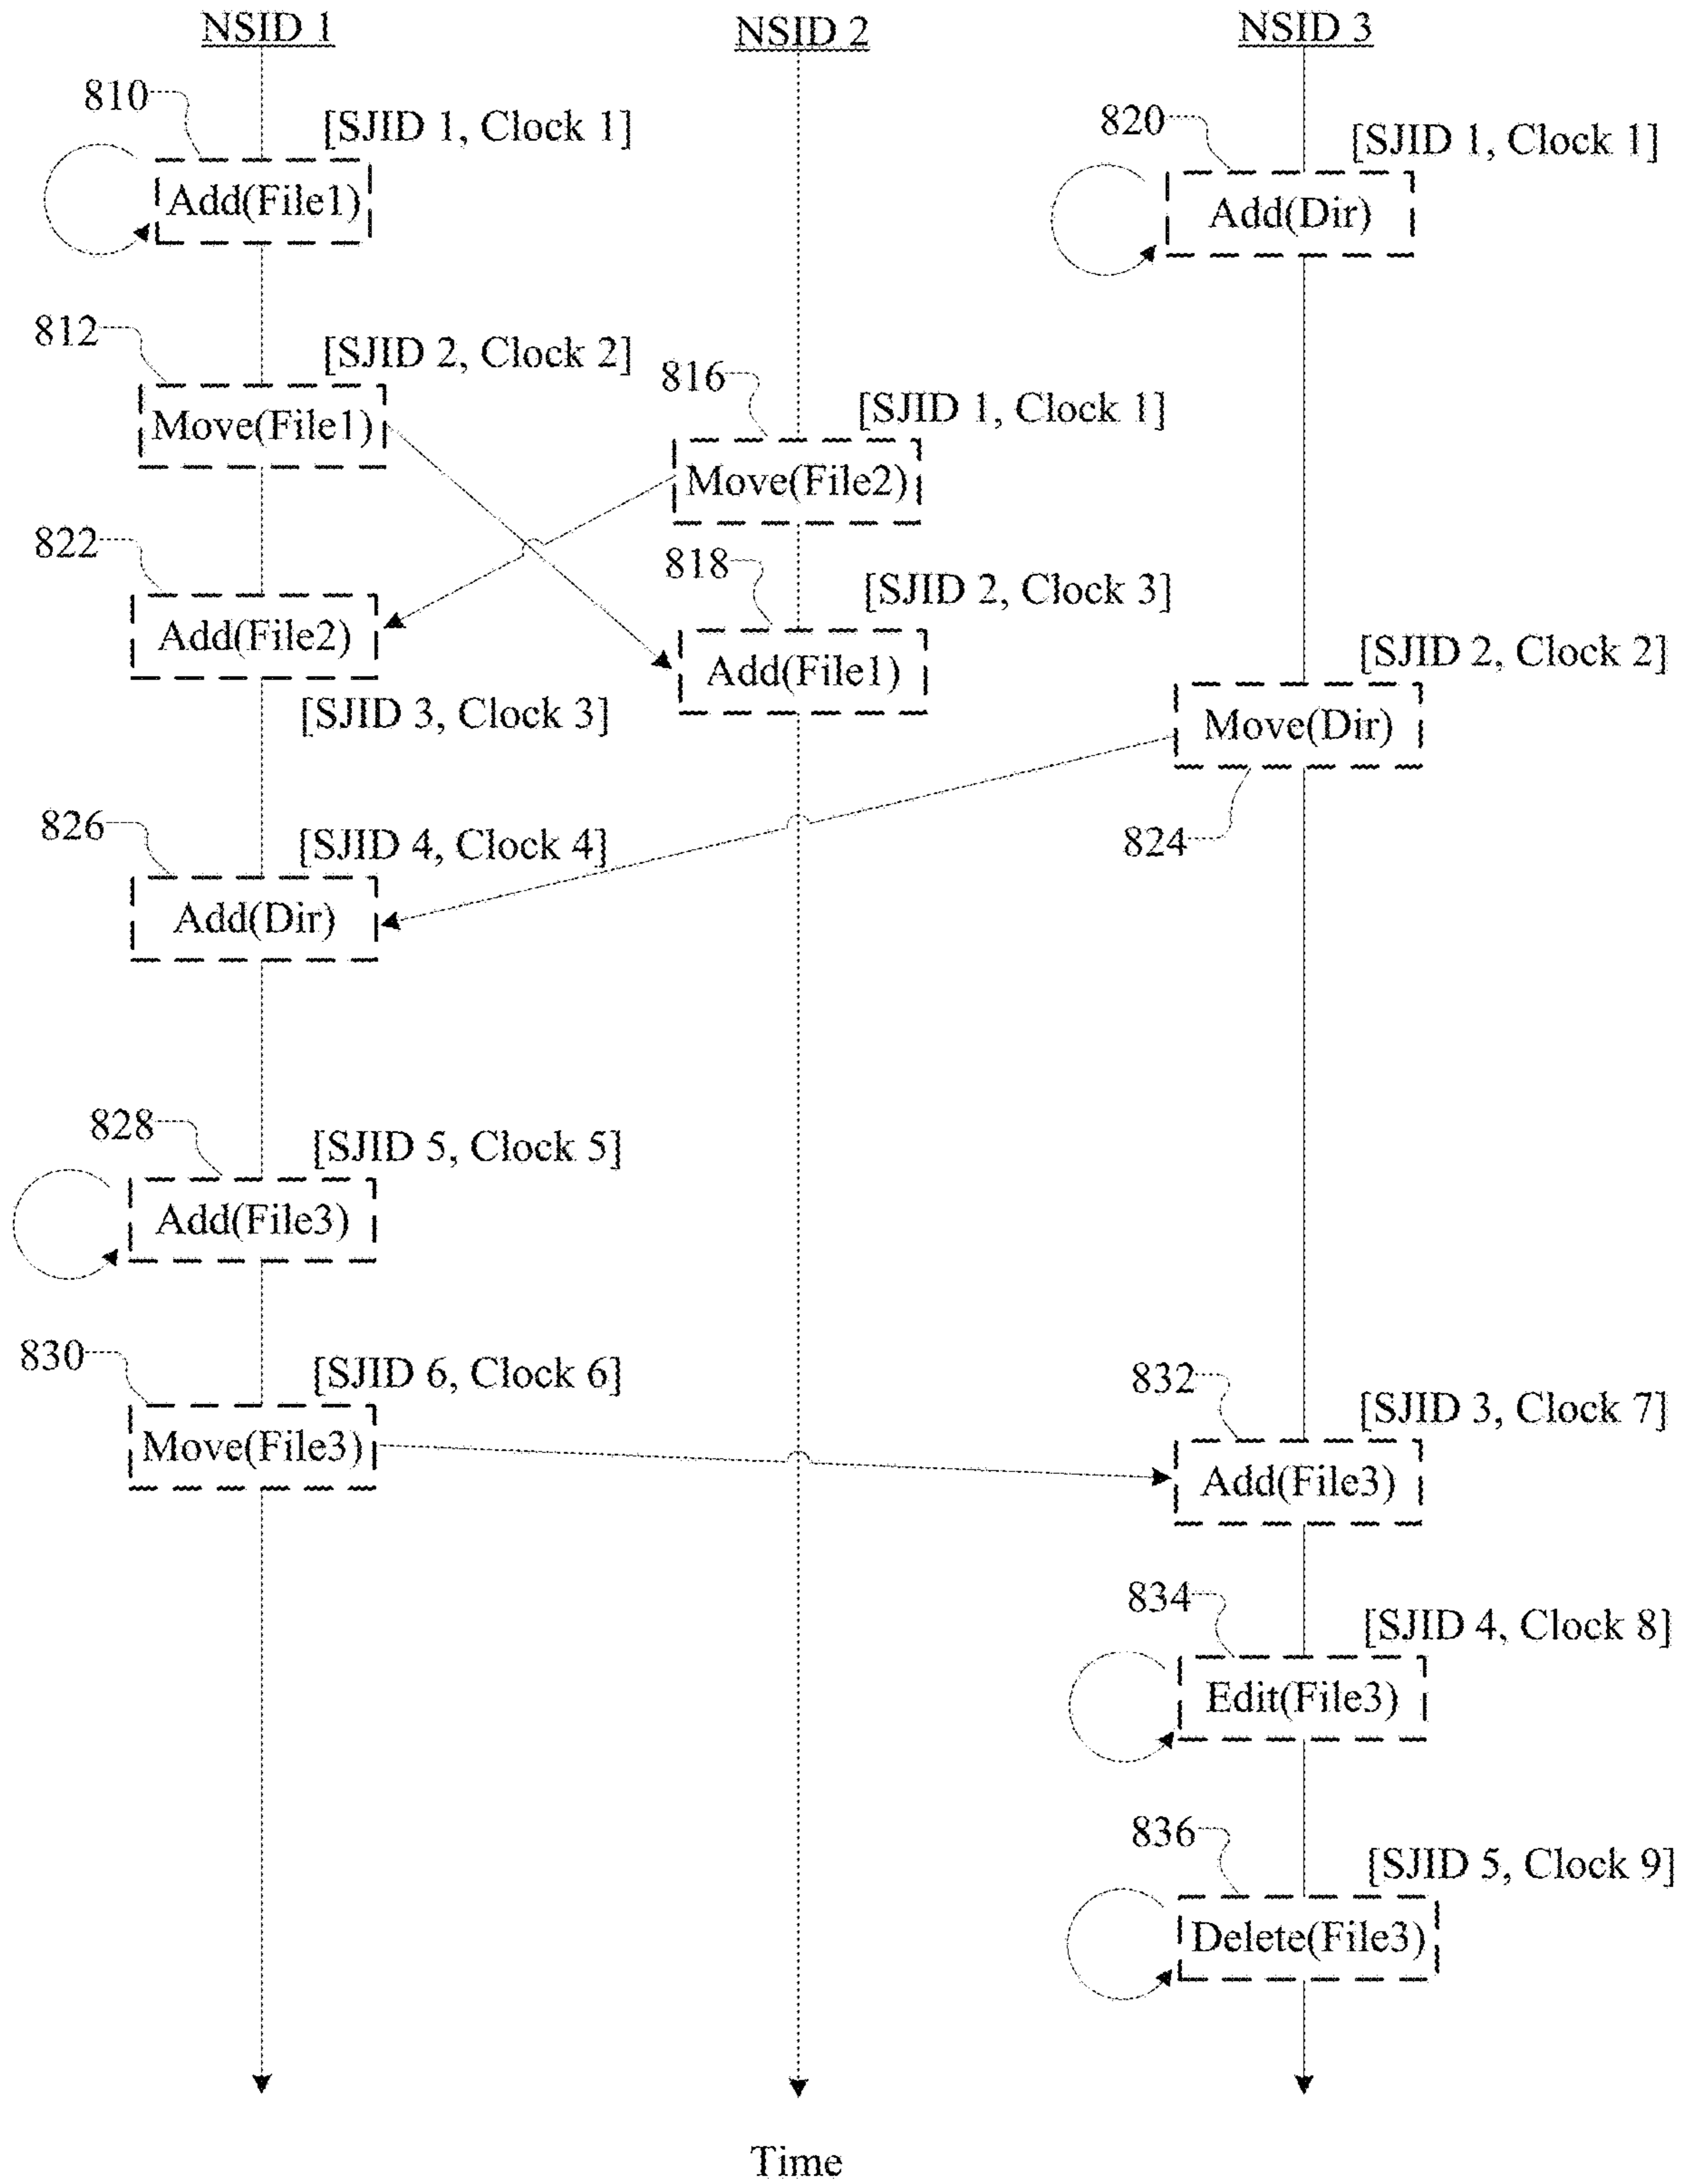 NSID 1
NSID 2
NSID 3
810
[SJID 1, Clock 1]
Add(File1)
820
[SJID 1, Clock 1]
Add(Dir)
812
[SJID 2, Clock 2]
Move(File1)
816
[SJID 1, Clock 1]
Move(File2)
822
Add(File2)
[SJID 3, Clock 3]
818
[SJID 2, Clock 3]
Add(File1)
[SJID 2, Clock 2]
Move(Dir)
824
826
[SJID 4, Clock 4]
Add(Dir)
828
[SJID 5, Clock 5]
Add(File3)
830
[SJID 6, Clock 6]
Move(File3)
832
[SJID 3, Clock 7]
Add(File3)
834
[SJID 4, Clock 8]
Edit(File3)
836
[SJID 5, Clock 9]
Delete(File3)
Time